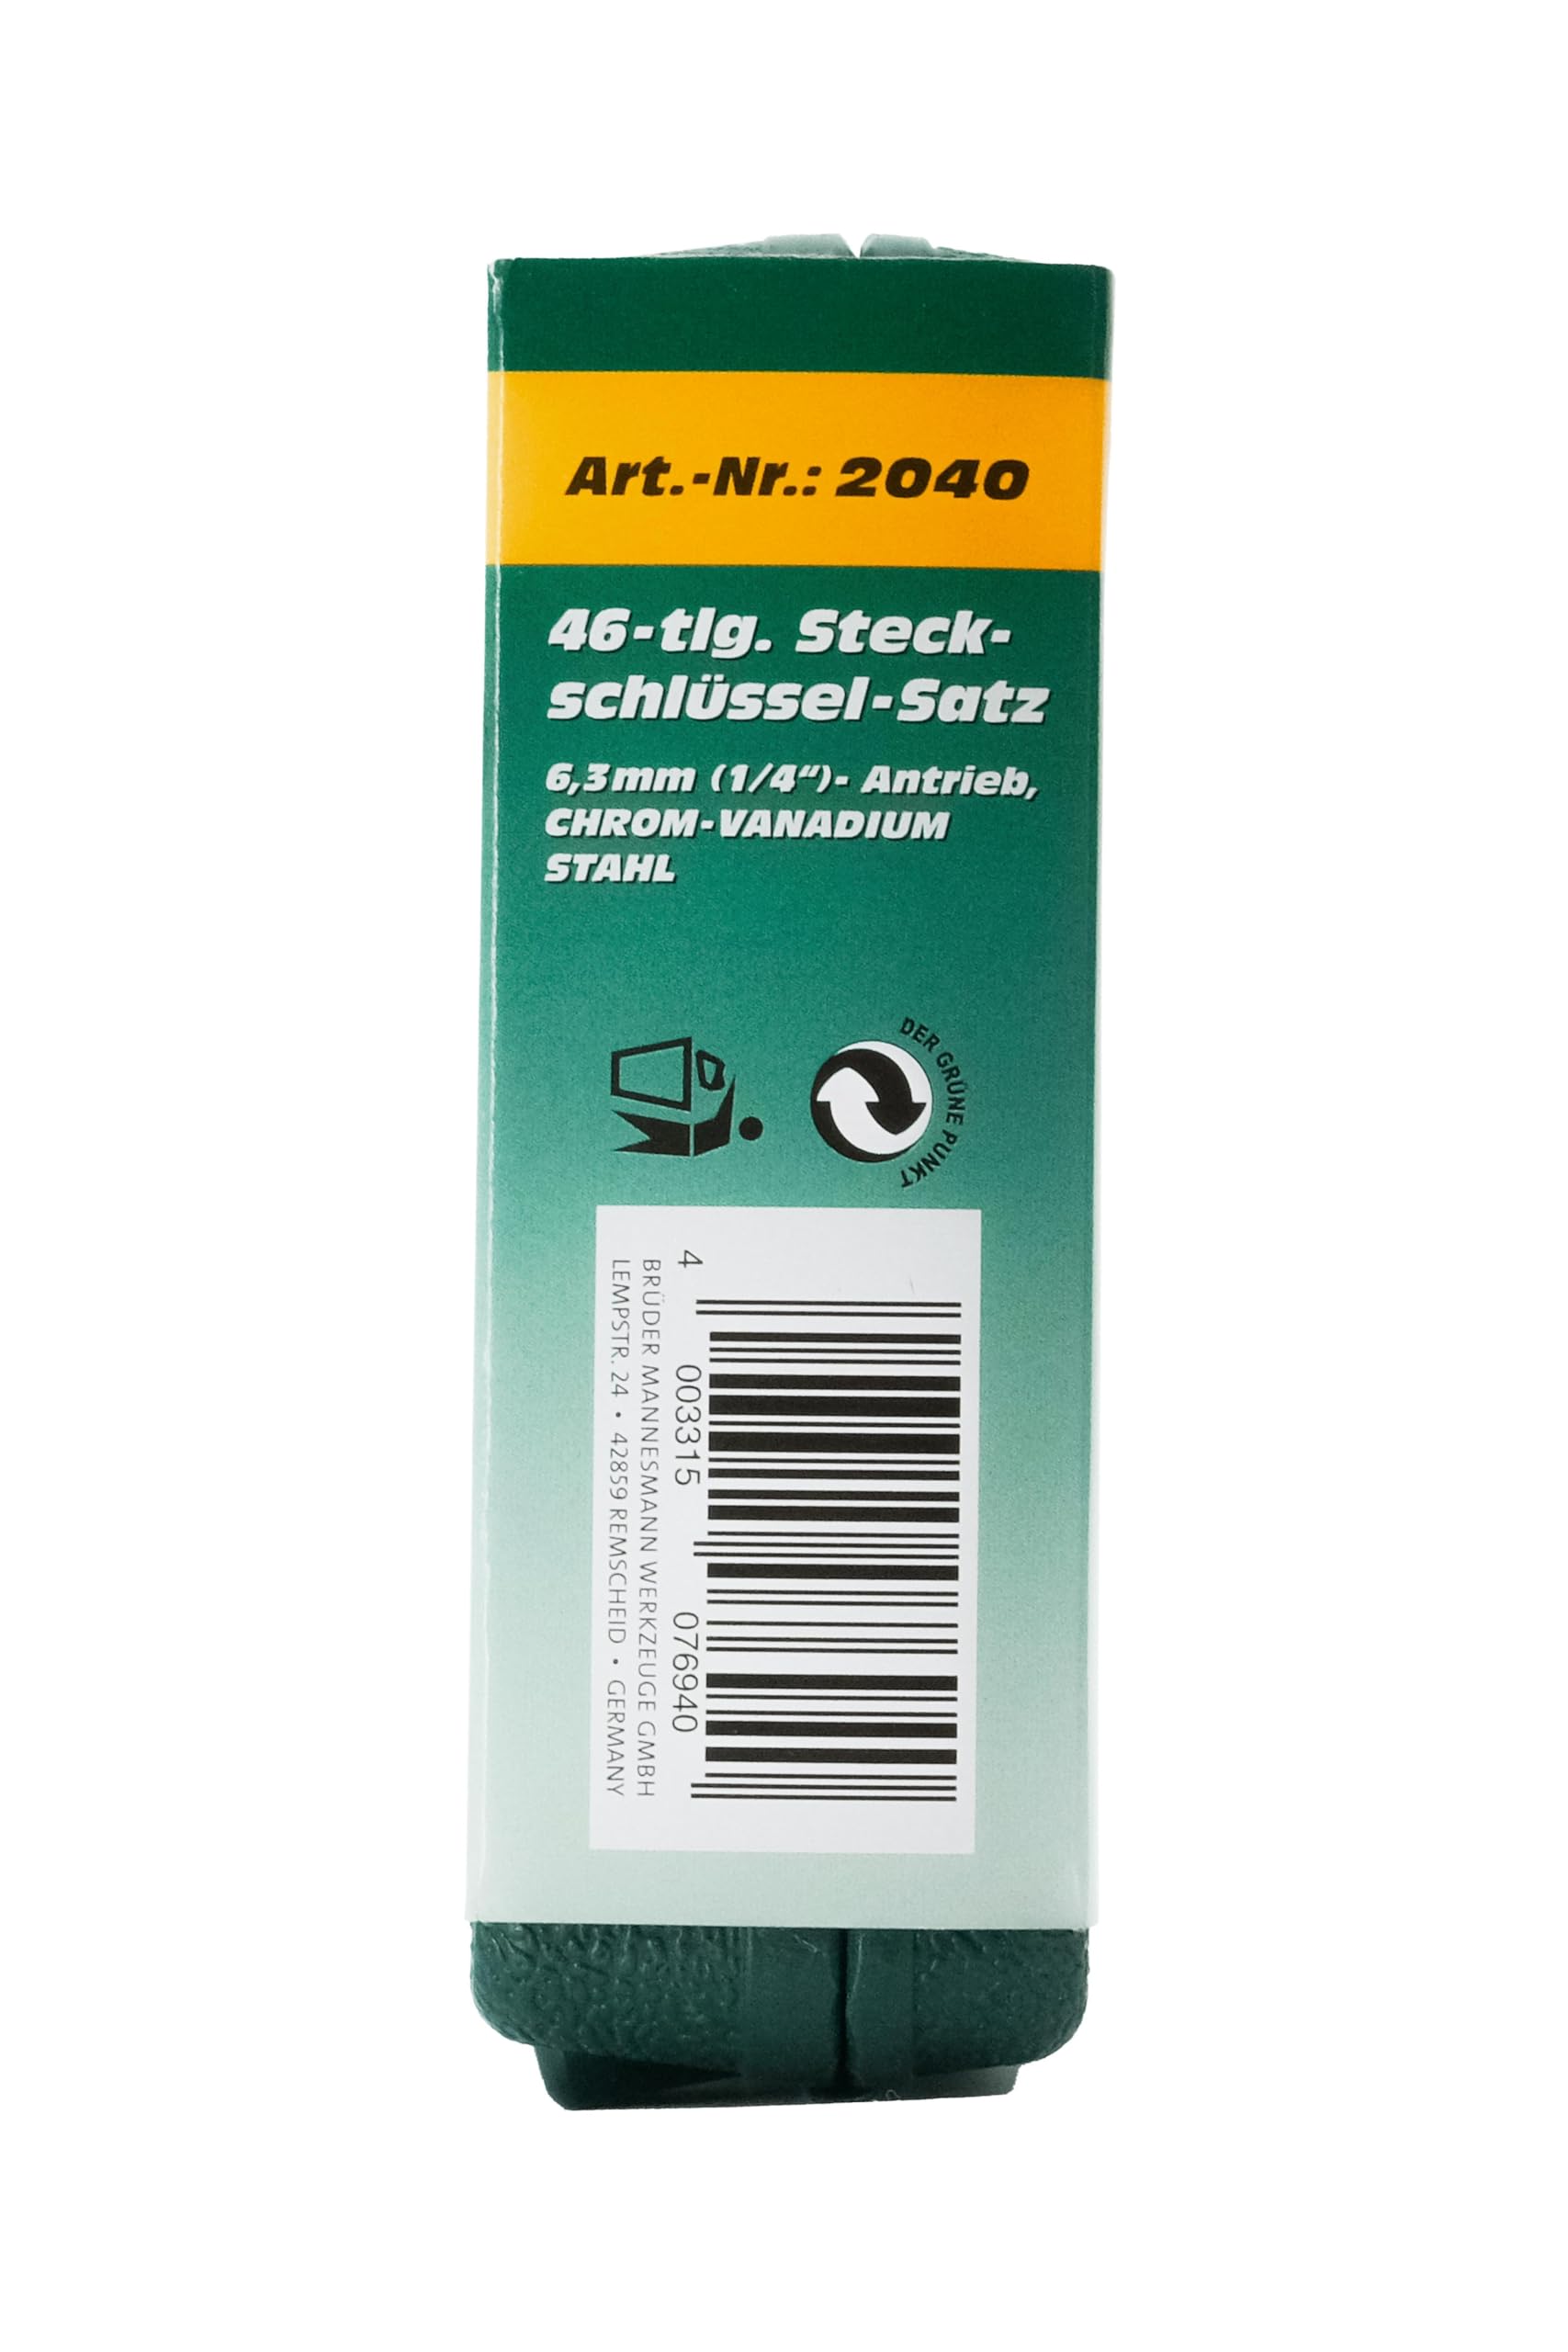 Art.-Nr.: 2040
46-tlg. Steck-
schlüssel-Satz
6,3mm (1/4“)- Antrieb,
CHROM-VANADIUM
STAHL
DER GRÜNE PUNKT
4 003315 076940
BRÜDER MANNESMANN WERKZEUGE GMBH
LEMPSTR. 24 • 42859 REMSCHEID • GERMANY